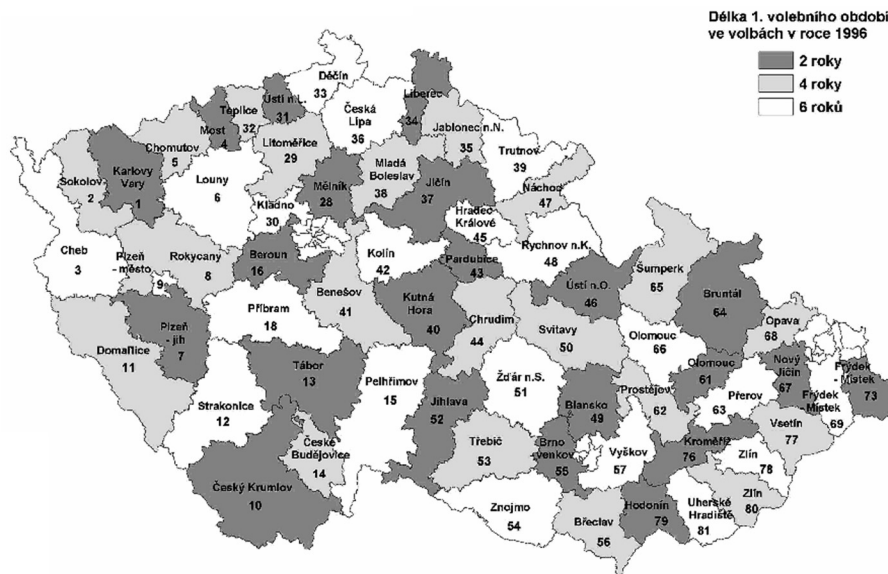 Délka 1. volebního období
ve volbách v roce 1996
2 roky
4 roky
6 roků
Děčín
33
Ústí n.L.
31
Teplice
32
Most
4
Chomutov
5
Karlovy
Vary
1
Sokolov
2
Cheb
3
Louny
6
Litoměřice
29
Česká
Lípa
36
Liberec
34
Jablonec n.N.
35
Trutnov
39
Náchod
47
Mladá
Boleslav
38
Jičín
37
Mělník
28
Kladno
30
Hradec
Králové
45
Rychnov n.K.
48
Plzeň
- město
9
Rokycany
8
Beroun
16
Kolín
42
Pardubice
43
Ústí n.O.
46
Šumperk
65
Bruntál
64
Opava
68
Benešov
41
Kutná
Hora
40
Chrudim
44
Svitavy
50
Olomouc
66
Olomouc
61
Nový
Jičín
67
Frýdek -
Místek
73
Frýdek
Místek
69
Příbram
18
Plzeň
- jih
7
Domažlice
11
Tábor
13
Pelhřimov
15
Žďár n.S.
51
Prostějov
62
Přerov
63
Strakonice
12
Jihlava
52
Blansko
49
Vsetín
77
České
Budějovice
14
Třebíč
53
Brno
venkov
55
Vyškov
57
Kroměříž
76
Zlín
78
Český Krumlov
10
Znojmo
54
Břeclav
56
Hodonín
79
Uherské
Hradiště
81
Zlín
80